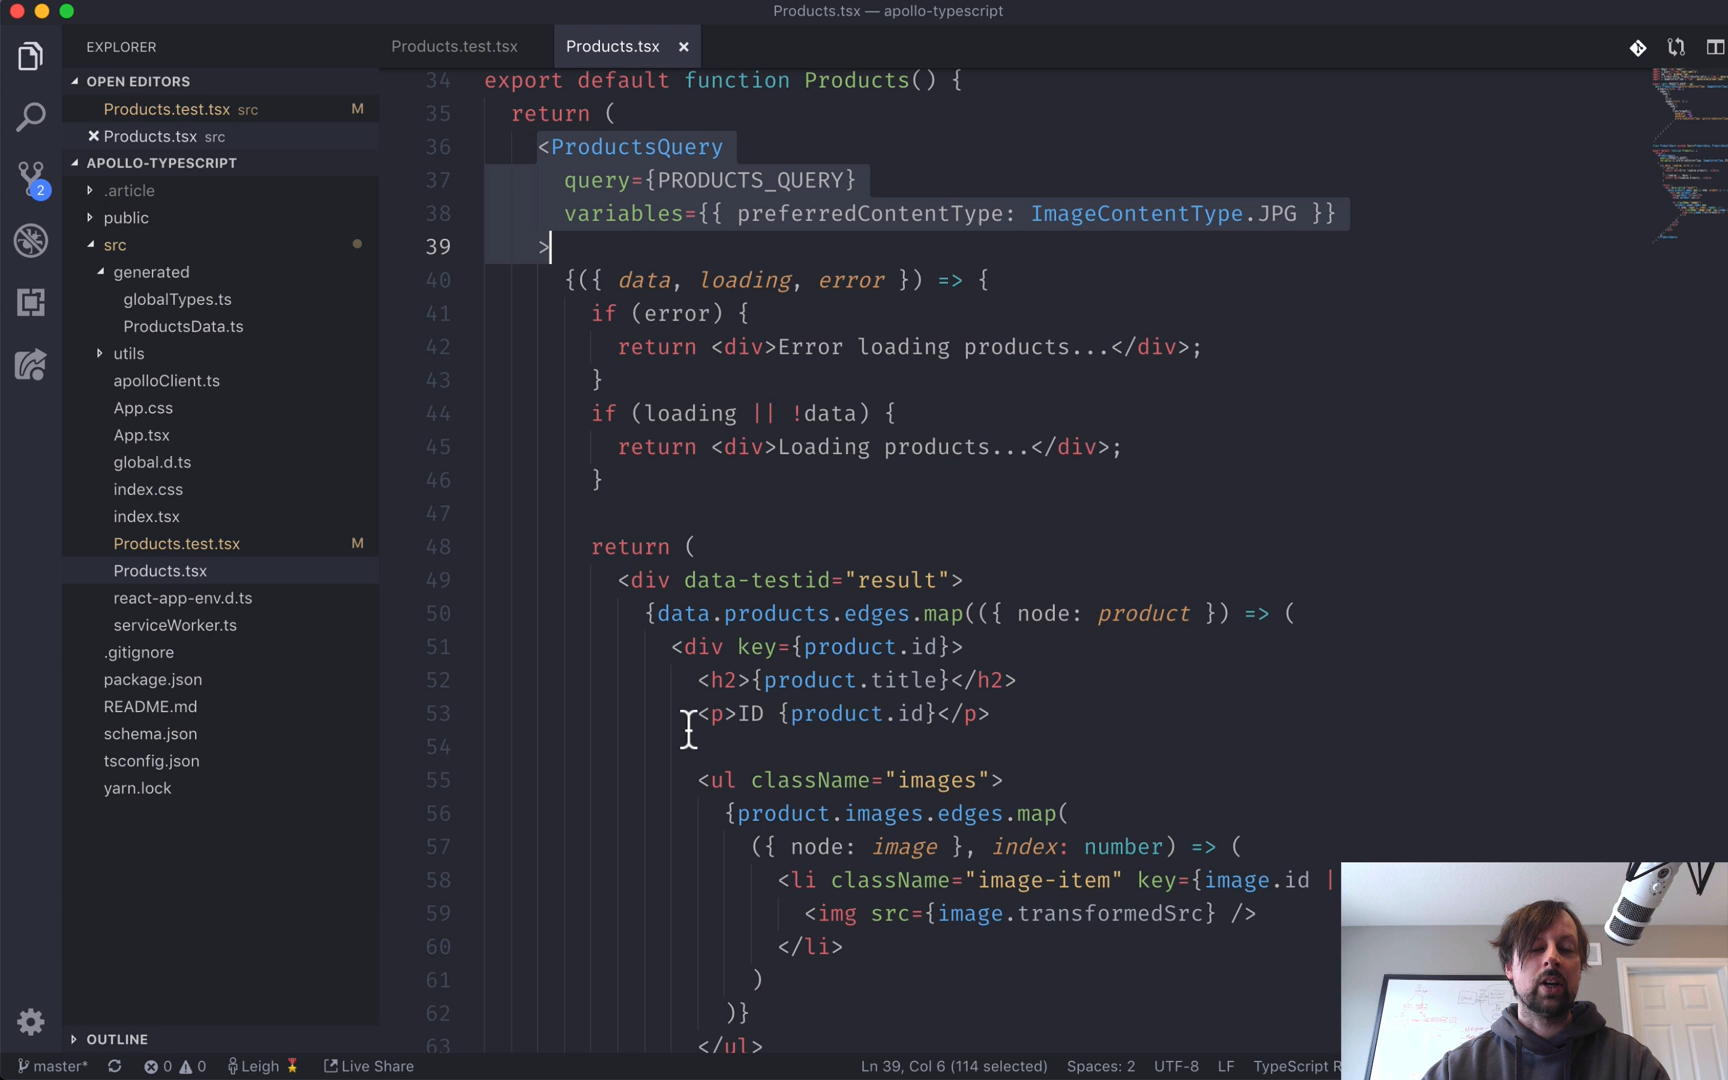 Products.tsx — apollo-typescript
EXPLORER
OPEN EDITORS
Products.test.tsx src M
Products.tsx src
APOLLO-TYPESCRIPT
.article
public
src
generated
globalTypes.ts
ProductsData.ts
utils
apolloClient.ts
App.css
App.tsx
global.d.ts
index.css
index.tsx
Products.test.tsx M
Products.tsx
react-app-env.d.ts
serviceWorker.ts
.gitignore
package.json
README.md
schema.json
tsconfig.json
yarn.lock
OUTLINE
2
Products.test.tsx Products.tsx
34 export default function Products() {
35 return (
36 <ProductsQuery
37 query={PRODUCTS_QUERY}
38 variables={{ preferredContentType: ImageContentType.JPG }}
39 >
40 {({ data, loading, error }) => {
41 if (error) {
42 return <div>Error loading products...</div>;
43 }
44 if (loading || !data) {
45 return <div>Loading products...</div>;
46 }
47
48 return (
49 <div data-testid="result">
50 {data.products.edges.map(({ node: product }) => (
51 <div key={product.id}>
52 <h2>{product.title}</h2>
53 <p>ID {product.id}</p>
54
55 <ul className="images">
56 {product.images.edges.map(
57 ({ node: image }, index: number) => (
58 <li className="image-item" key={image.id |
59 <img src={image.transformedSrc} />
60 </li>
61 )
62 )}
63 </ul>
master* 0 0 Leigh Live Share Ln 39, Col 6 (114 selected) Spaces: 2 UTF-8 LF TypeScript R